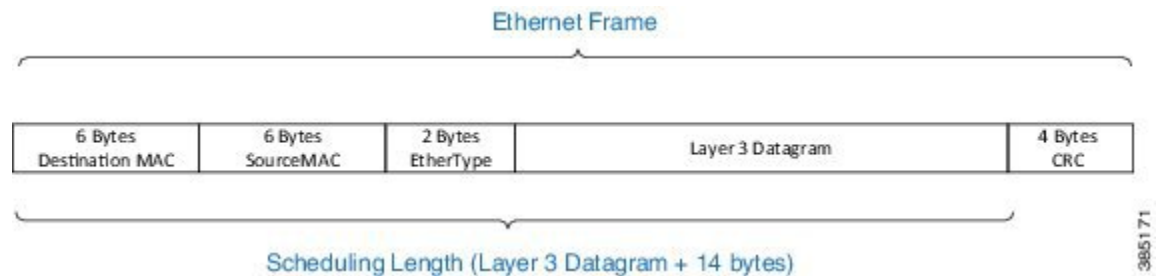 Ethernet Frame
6 Bytes
Destination MAC
6 Bytes
SourceMAC
2 Bytes
EtherType
Layer 3 Datagram
4 Bytes
CRC
Scheduling Length (Layer 3 Datagram + 14 bytes)
385171